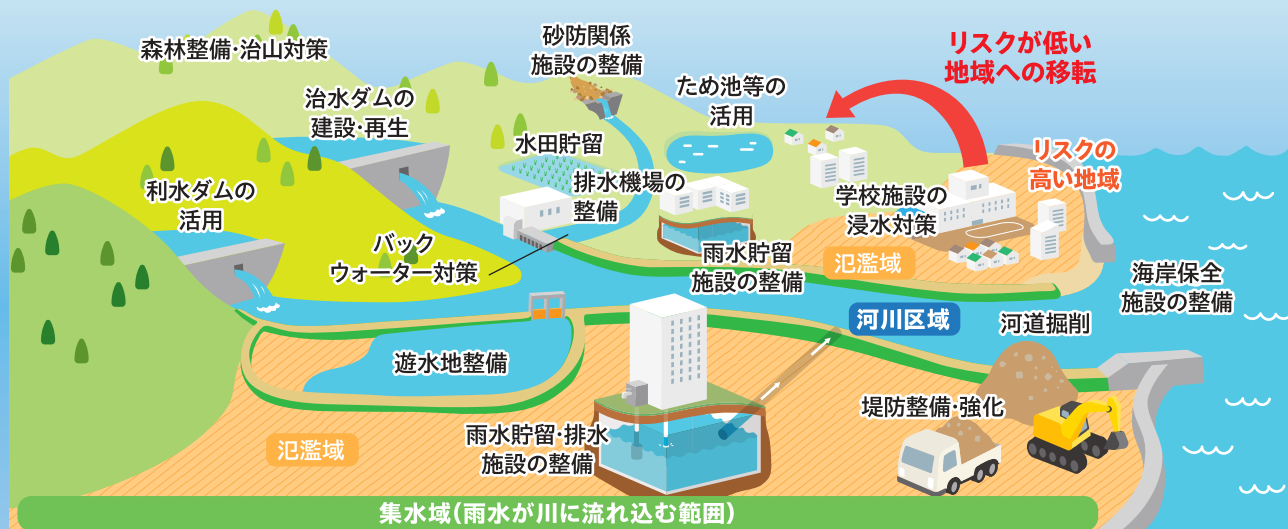 森林整備･治山対策
砂防関係
施設の整備
リスクが低い
地域への移転
治水ダムの
建設･再生
ため池等の
活用
水田貯留
リスクの
高い地域
利水ダムの
活用
排水機場の
整備
学校施設の
浸水対策
バック
ウォーター対策
雨水貯留
施設の整備
氾濫域
海岸保全
施設の整備
河川区域
河道掘削
遊水地整備
堤防整備･強化
雨水貯留･排水
施設の整備
氾濫域
集水域（雨水が川に流れ込む範囲）